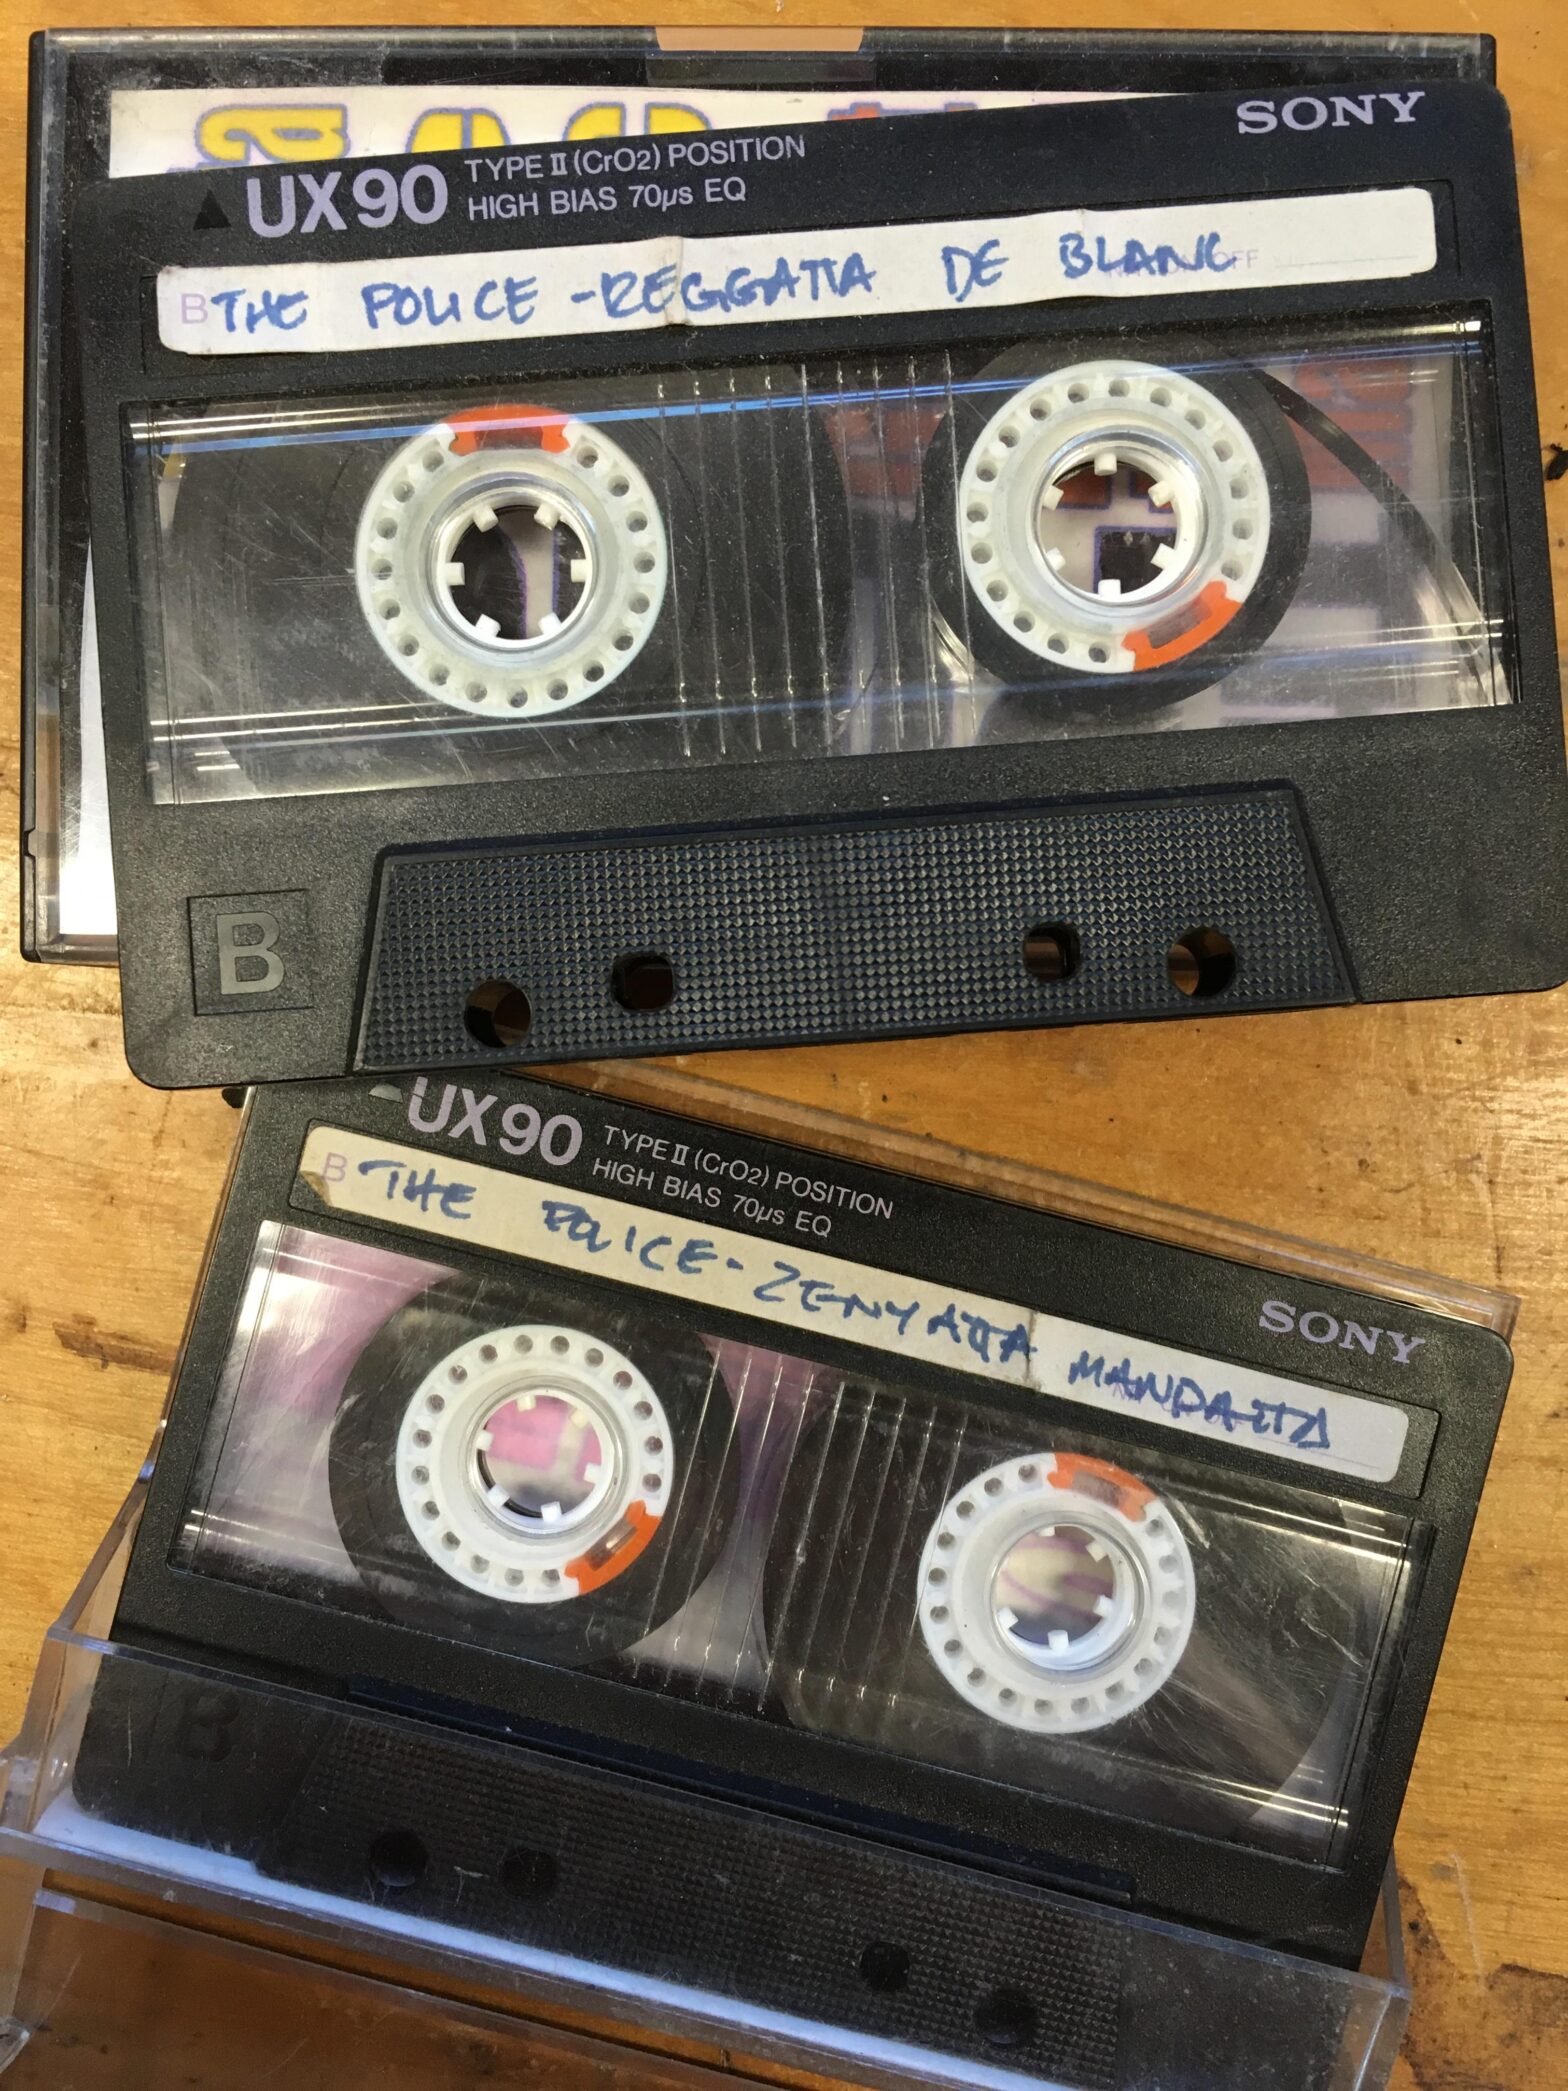 SONY
UX90 TYPE II (CrO2) POSITION
HIGH BIAS 70µs EQ
B THE POLICE - REGGATTA DE BLANC
OFF
B
UX90 TYPE II (CrO2) POSITION
HIGH BIAS 70µs EQ
B THE POLICE - ZENYATTA MANDATTA
SONY
B